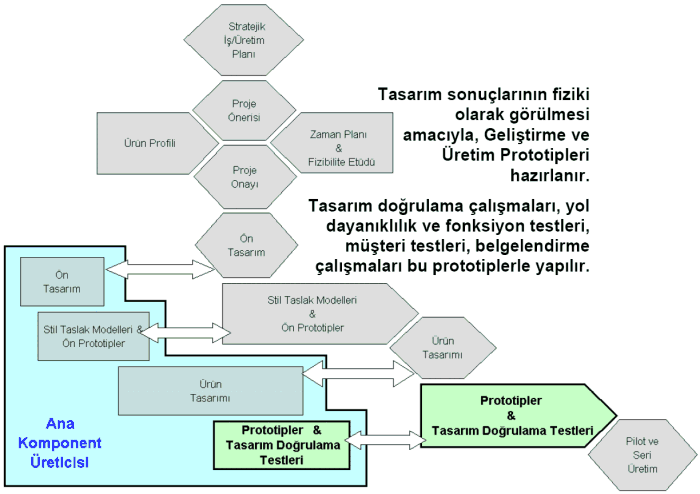 Stratejik
İş/Üretim
Planı
Proje
Önerisi
Ürün Profili
Zaman Planı
&
Fizibilite Etüdü
Proje
Onayı
Ön
Tasarım
Tasarım sonuçlarının fiziki
olarak görülmesi
amacıyla, Geliştirme ve
Üretim Prototipleri
hazırlanır.
Tasarım doğrulama çalışmaları, yol
dayanıklılık ve fonksiyon testleri,
müşteri testleri, belgelendirme
çalışmaları bu prototiplerle yapılır.
Ön
Tasarım
Stil Taslak Modelleri
&
Ön Prototipler
Stil Taslak Modelleri &
Ön Prototipler
Ürün
Tasarımı
Ürün
Tasarımı
Prototipler
&
Tasarım Doğrulama Testleri
Ana
Komponent
Üreticisi
Prototipler &
Tasarım Doğrulama
Testleri
Pilot ve
Seri
Üretim